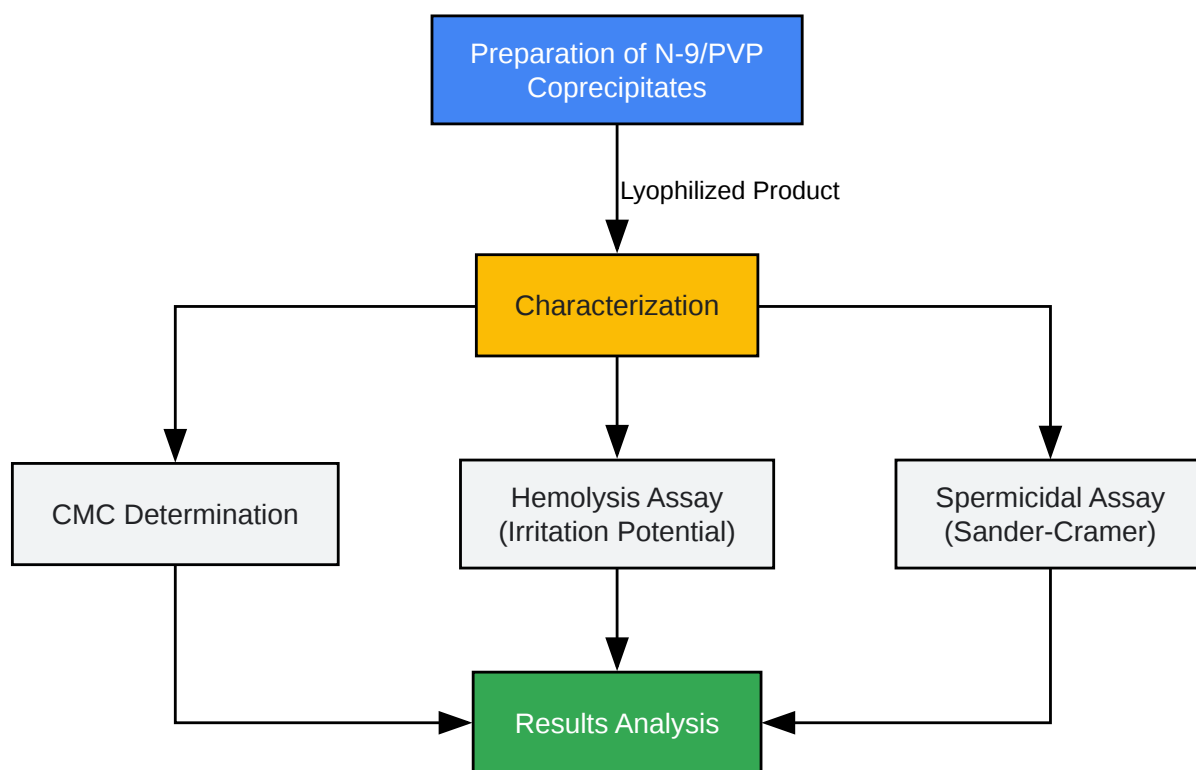 Preparation of N-9/PVP
Coprecipitates
Lyophilized Product
Characterization
CMC Determination
Hemolysis Assay
(Irritation Potential)
Spermicidal Assay
(Sander-Cramer)
Results Analysis